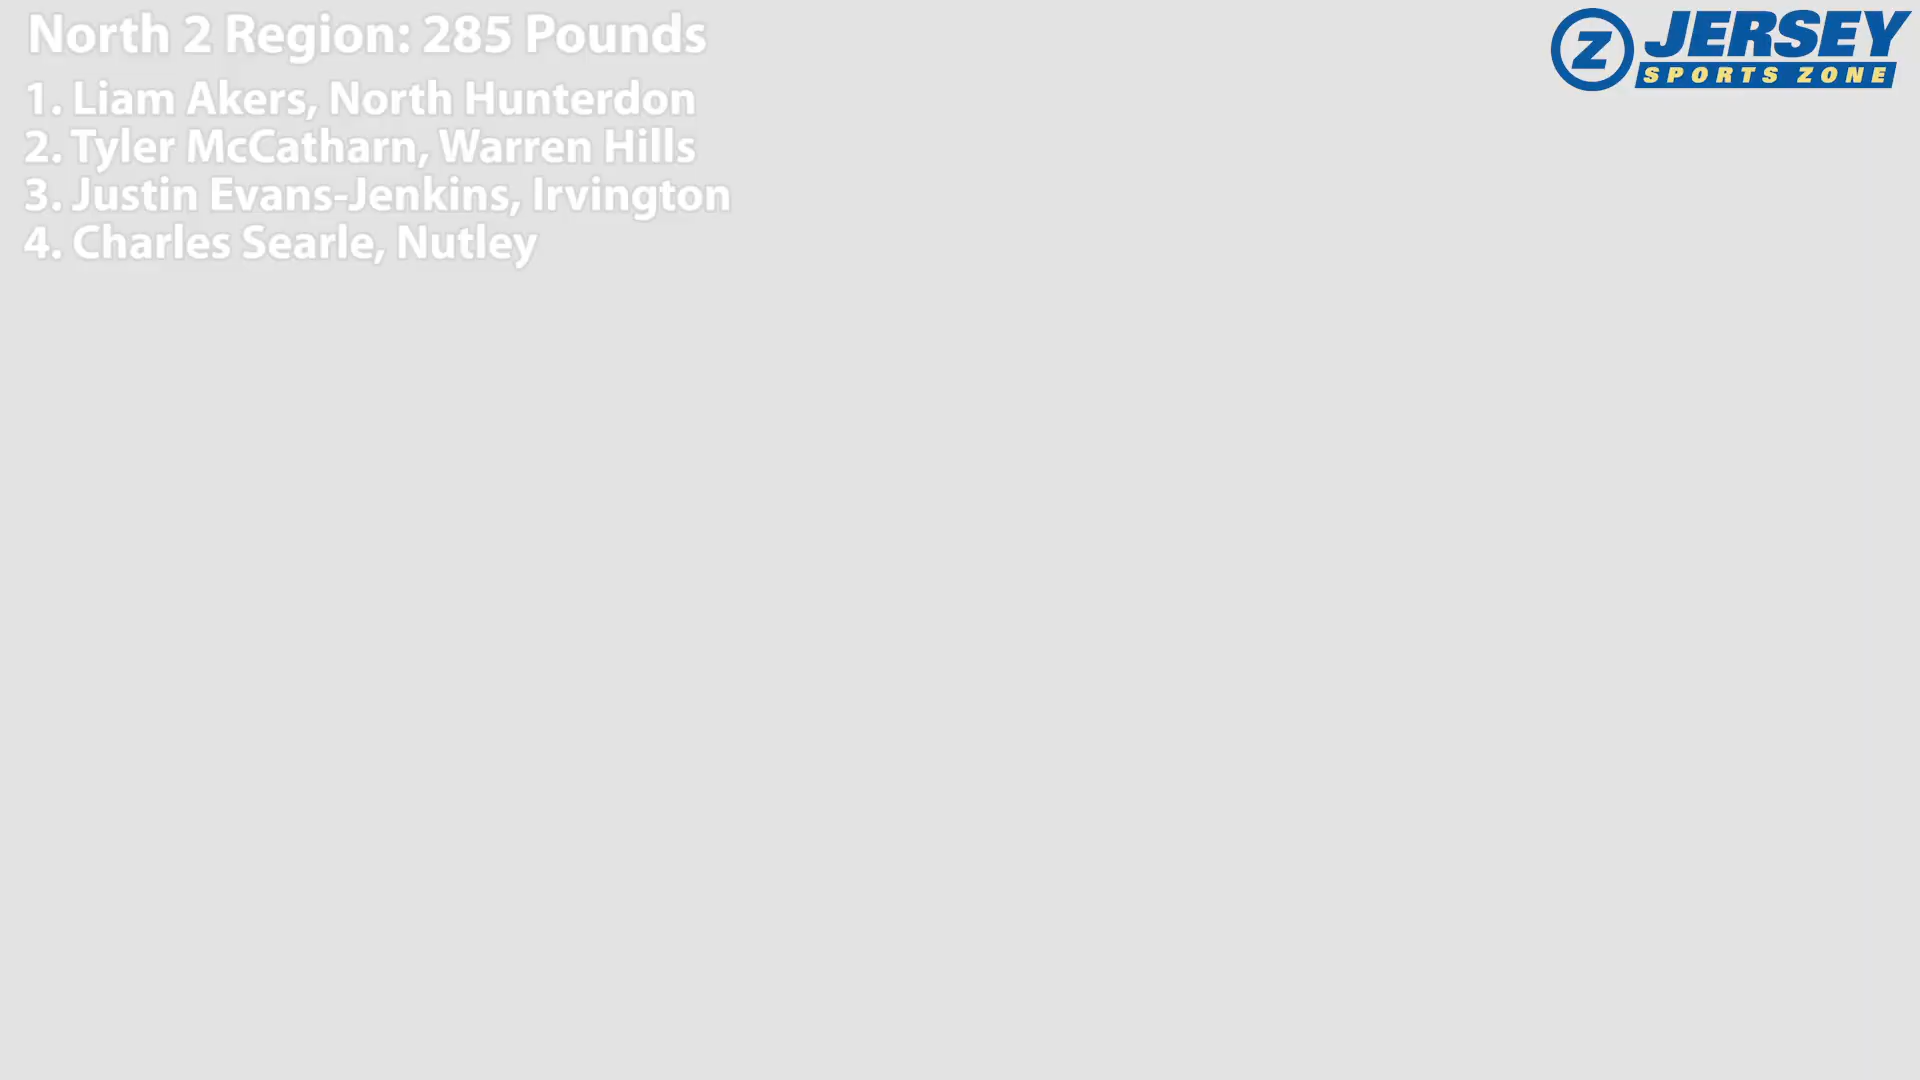 North 2 Region: 285 Pounds
1. Liam Akers, North Hunterdon
2. Tyler McCatharn, Warren Hills
3. Justin Evans-Jenkins, Irvington
4. Charles Searle, Nutley
Z JERSEY
SPORTS ZONE